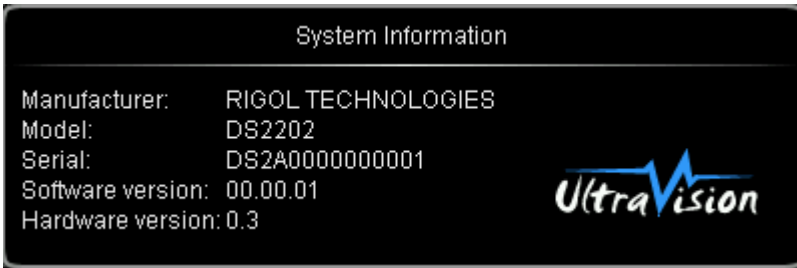 System Information
Manufacturer: RIGOL TECHNOLOGIES
Model: DS2202
Serial: DS2A0000000001
Software version: 00.00.01
Hardware version: 0.3
UltraVision